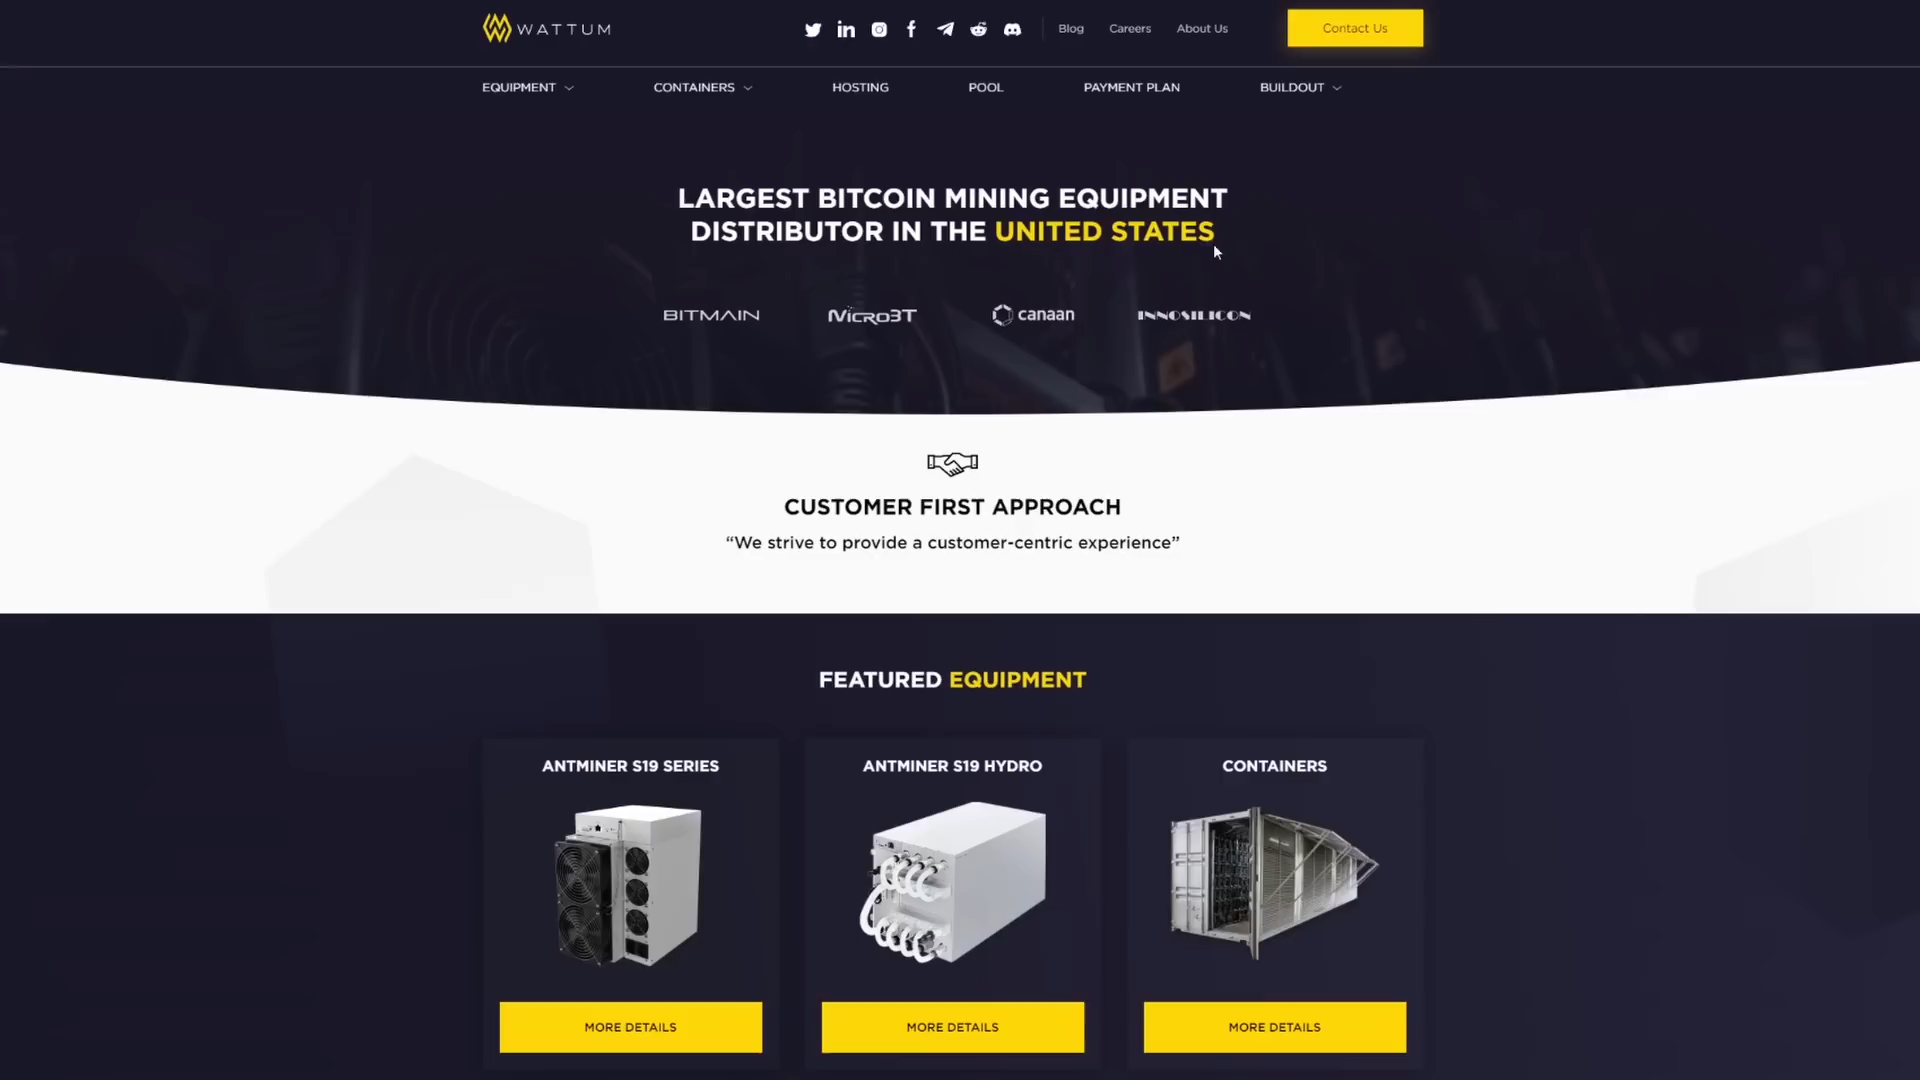 WATTUM
Blog
Careers
About Us
Contact Us
EQUIPMENT
CONTAINERS
HOSTING
POOL
PAYMENT PLAN
BUILDOUT
LARGEST BITCOIN MINING EQUIPMENT
DISTRIBUTOR IN THE UNITED STATES
BITMAIN
MicroBT
canaan
INNOSILICON
CUSTOMER FIRST APPROACH
“We strive to provide a customer-centric experience”
FEATURED EQUIPMENT
ANTMINER S19 SERIES
ANTMINER S19 HYDRO
CONTAINERS
MORE DETAILS
MORE DETAILS
MORE DETAILS